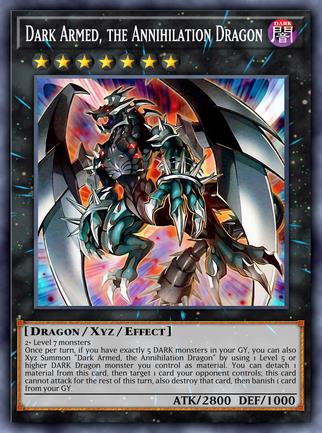 DARK ARMED, THE ANNIHILATION DRAGON
DARK
闇
[DRAGON / XYZ / EFFECT]
2+ Level 7 monsters
Once per turn, if you have exactly 5 DARK monsters in your GY, you can also
Xyz Summon "Dark Armed, the Annihilation Dragon" by using 1 Level 5 or
higher DARK Dragon monster you control as material. You can detach 1
material from this card, then target 1 card your opponent controls; this card
cannot attack for the rest of this turn, also destroy that card, then banish 1 card
from your GY.
ATK/2800 DEF/1000